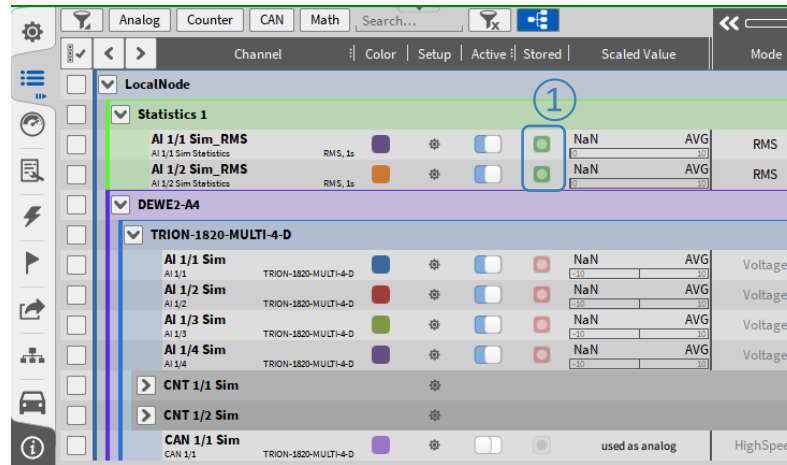 Analog Counter CAN Math Search...
Channel Color Setup Active Stored Scaled Value Mode
LocalNode
1
Statistics 1
AI 1/1 Sim_RMS NaN AVG RMS
AI 1/1 Sim Statistics RMS, 1s 0 10
AI 1/2 Sim_RMS NaN AVG RMS
AI 1/2 Sim Statistics RMS, 1s 0 10
DEWE2-A4
TRION-1820-MULTI-4-D
AI 1/1 Sim NaN AVG Voltage
AI 1/1 TRION-1820-MULTI-4-D -10 10
AI 1/2 Sim NaN AVG Voltage
AI 1/2 TRION-1820-MULTI-4-D -10 10
AI 1/3 Sim NaN AVG Voltage
AI 1/3 TRION-1820-MULTI-4-D -10 10
AI 1/4 Sim NaN AVG Voltage
AI 1/4 TRION-1820-MULTI-4-D -10 10
CNT 1/1 Sim
CNT 1/2 Sim
CAN 1/1 Sim used as analog HighSpee
CAN 1/1 TRION-1820-MULTI-4-D